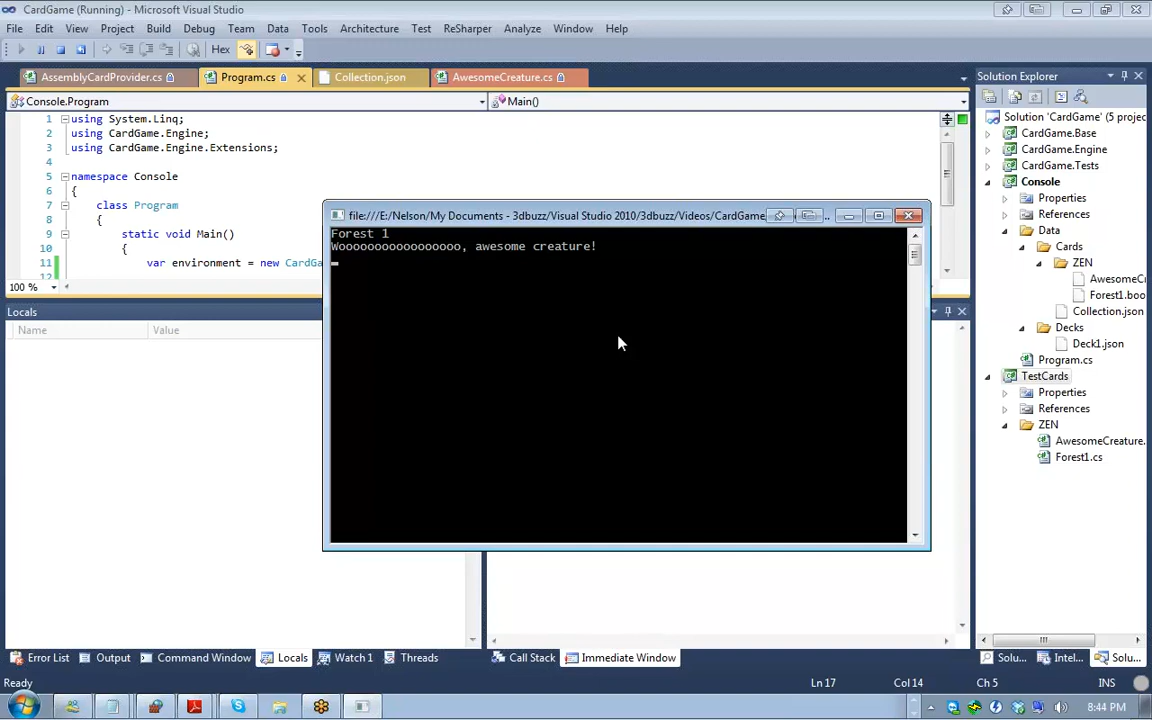 CardGame (Running) - Microsoft Visual Studio
File Edit View Project Build Debug Team Data Tools Architecture Test ReSharper Analyze Window Help
Hex
AssemblyCardProvider.cs Program.cs Collection.json AwesomeCreature.cs
Console.Program Main()
1 using System.Linq;
2 using CardGame.Engine;
3 using CardGame.Engine.Extensions;
4
5 namespace Console
6 {
7 class Program
8 {
9 static void Main()
10 {
11 var environment = new CardGa
12
100 %
Locals
Name Value
file:///E:/Nelson/My Documents - 3dbuzz/Visual Studio 2010/3dbuzz/Videos/CardGame, ..
Forest 1
Wooooooooooooooooo, awesome creature!
Solution Explorer
Solution 'CardGame' (5 projec
CardGame.Base
CardGame.Engine
CardGame.Tests
Console
Properties
References
Data
Cards
ZEN
AwesomeCr
Forest1.boo
Collection.json
Decks
Deck1.json
Program.cs
TestCards
Properties
References
ZEN
AwesomeCreature.
Forest1.cs
Error List Output Command Window Locals Watch 1 Threads Call Stack Immediate Window Solu... Intel... Solu...
Ready Ln 17 Col 14 Ch 5 INS
8:44 PM